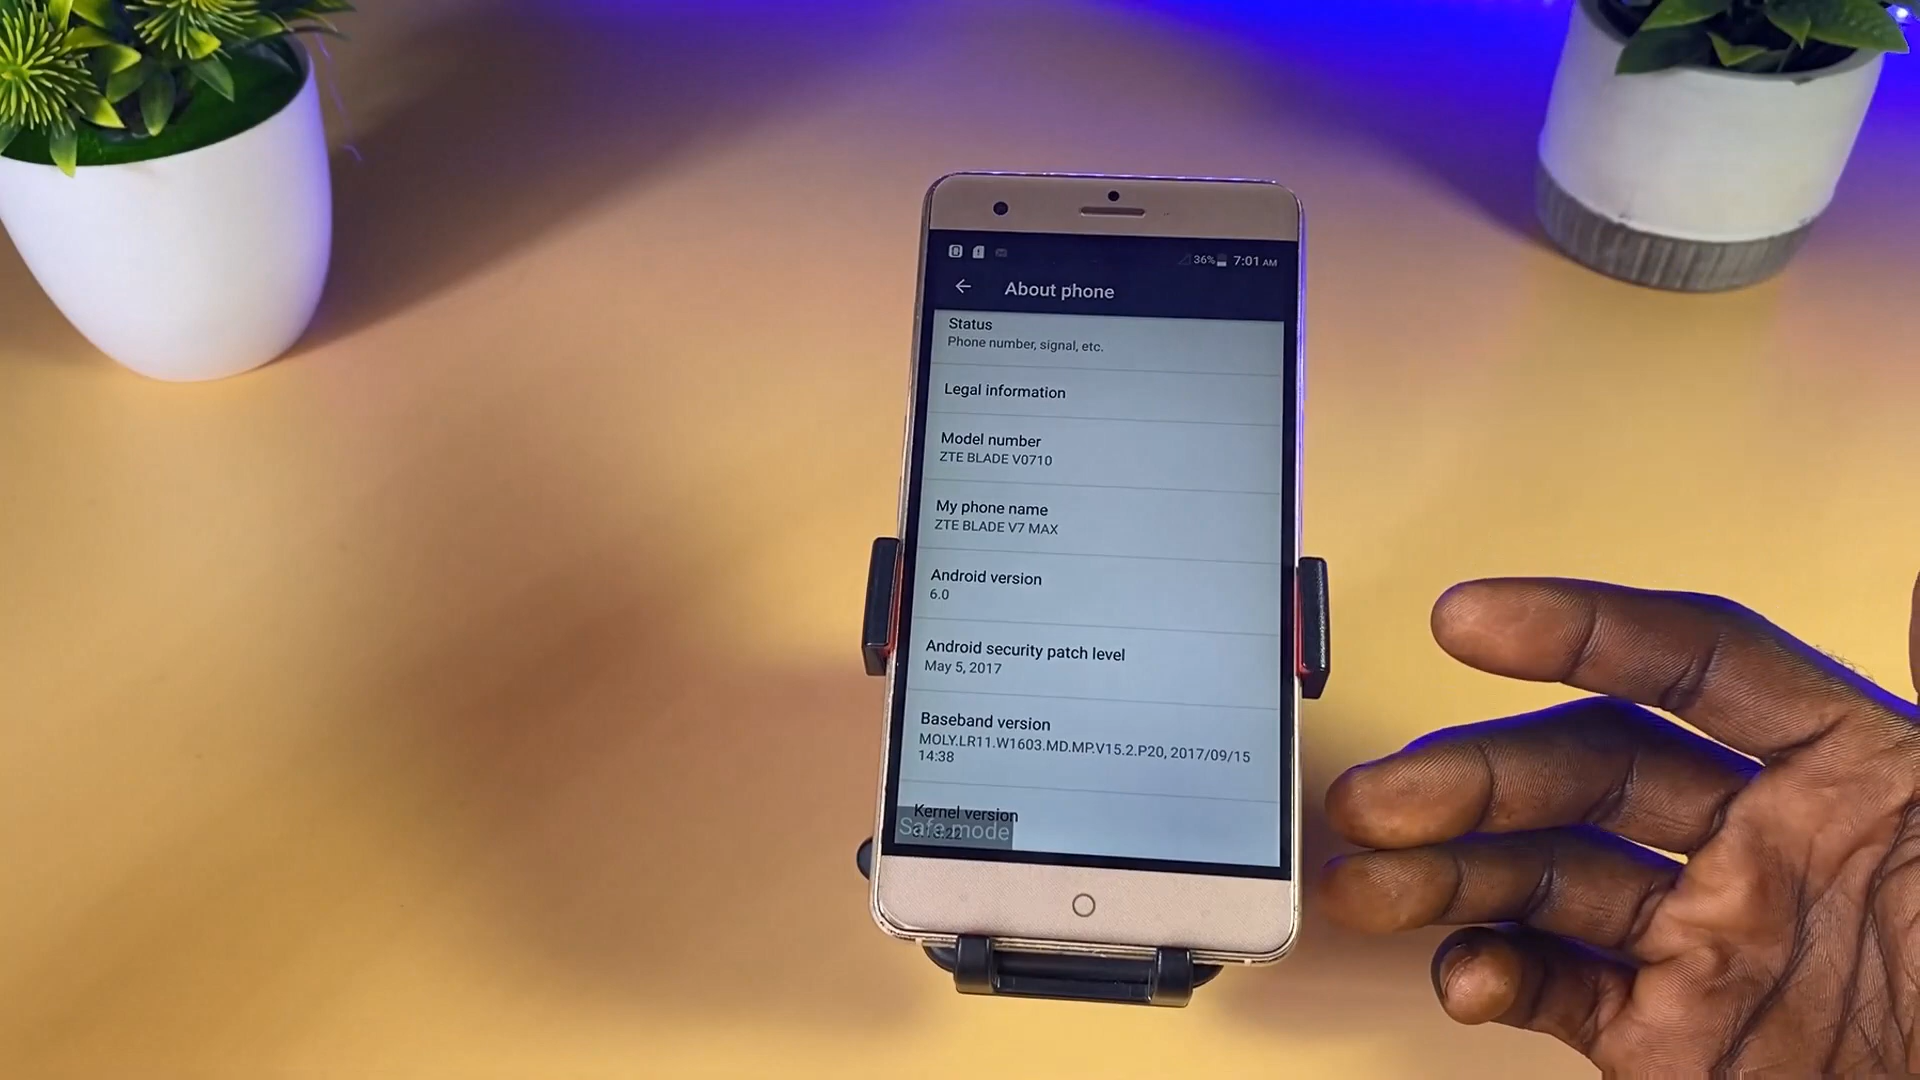 36% 7:01 AM
About phone
Status
Phone number, signal, etc.
Legal information
Model number
ZTE BLADE V0710
My phone name
ZTE BLADE V7 MAX
Android version
6.0
Android security patch level
May 5, 2017
Baseband version
MOLY.LR11.W1603.MD.MP.V15.2.P20, 2017/09/15
14:38
Kernel version
Safe mode